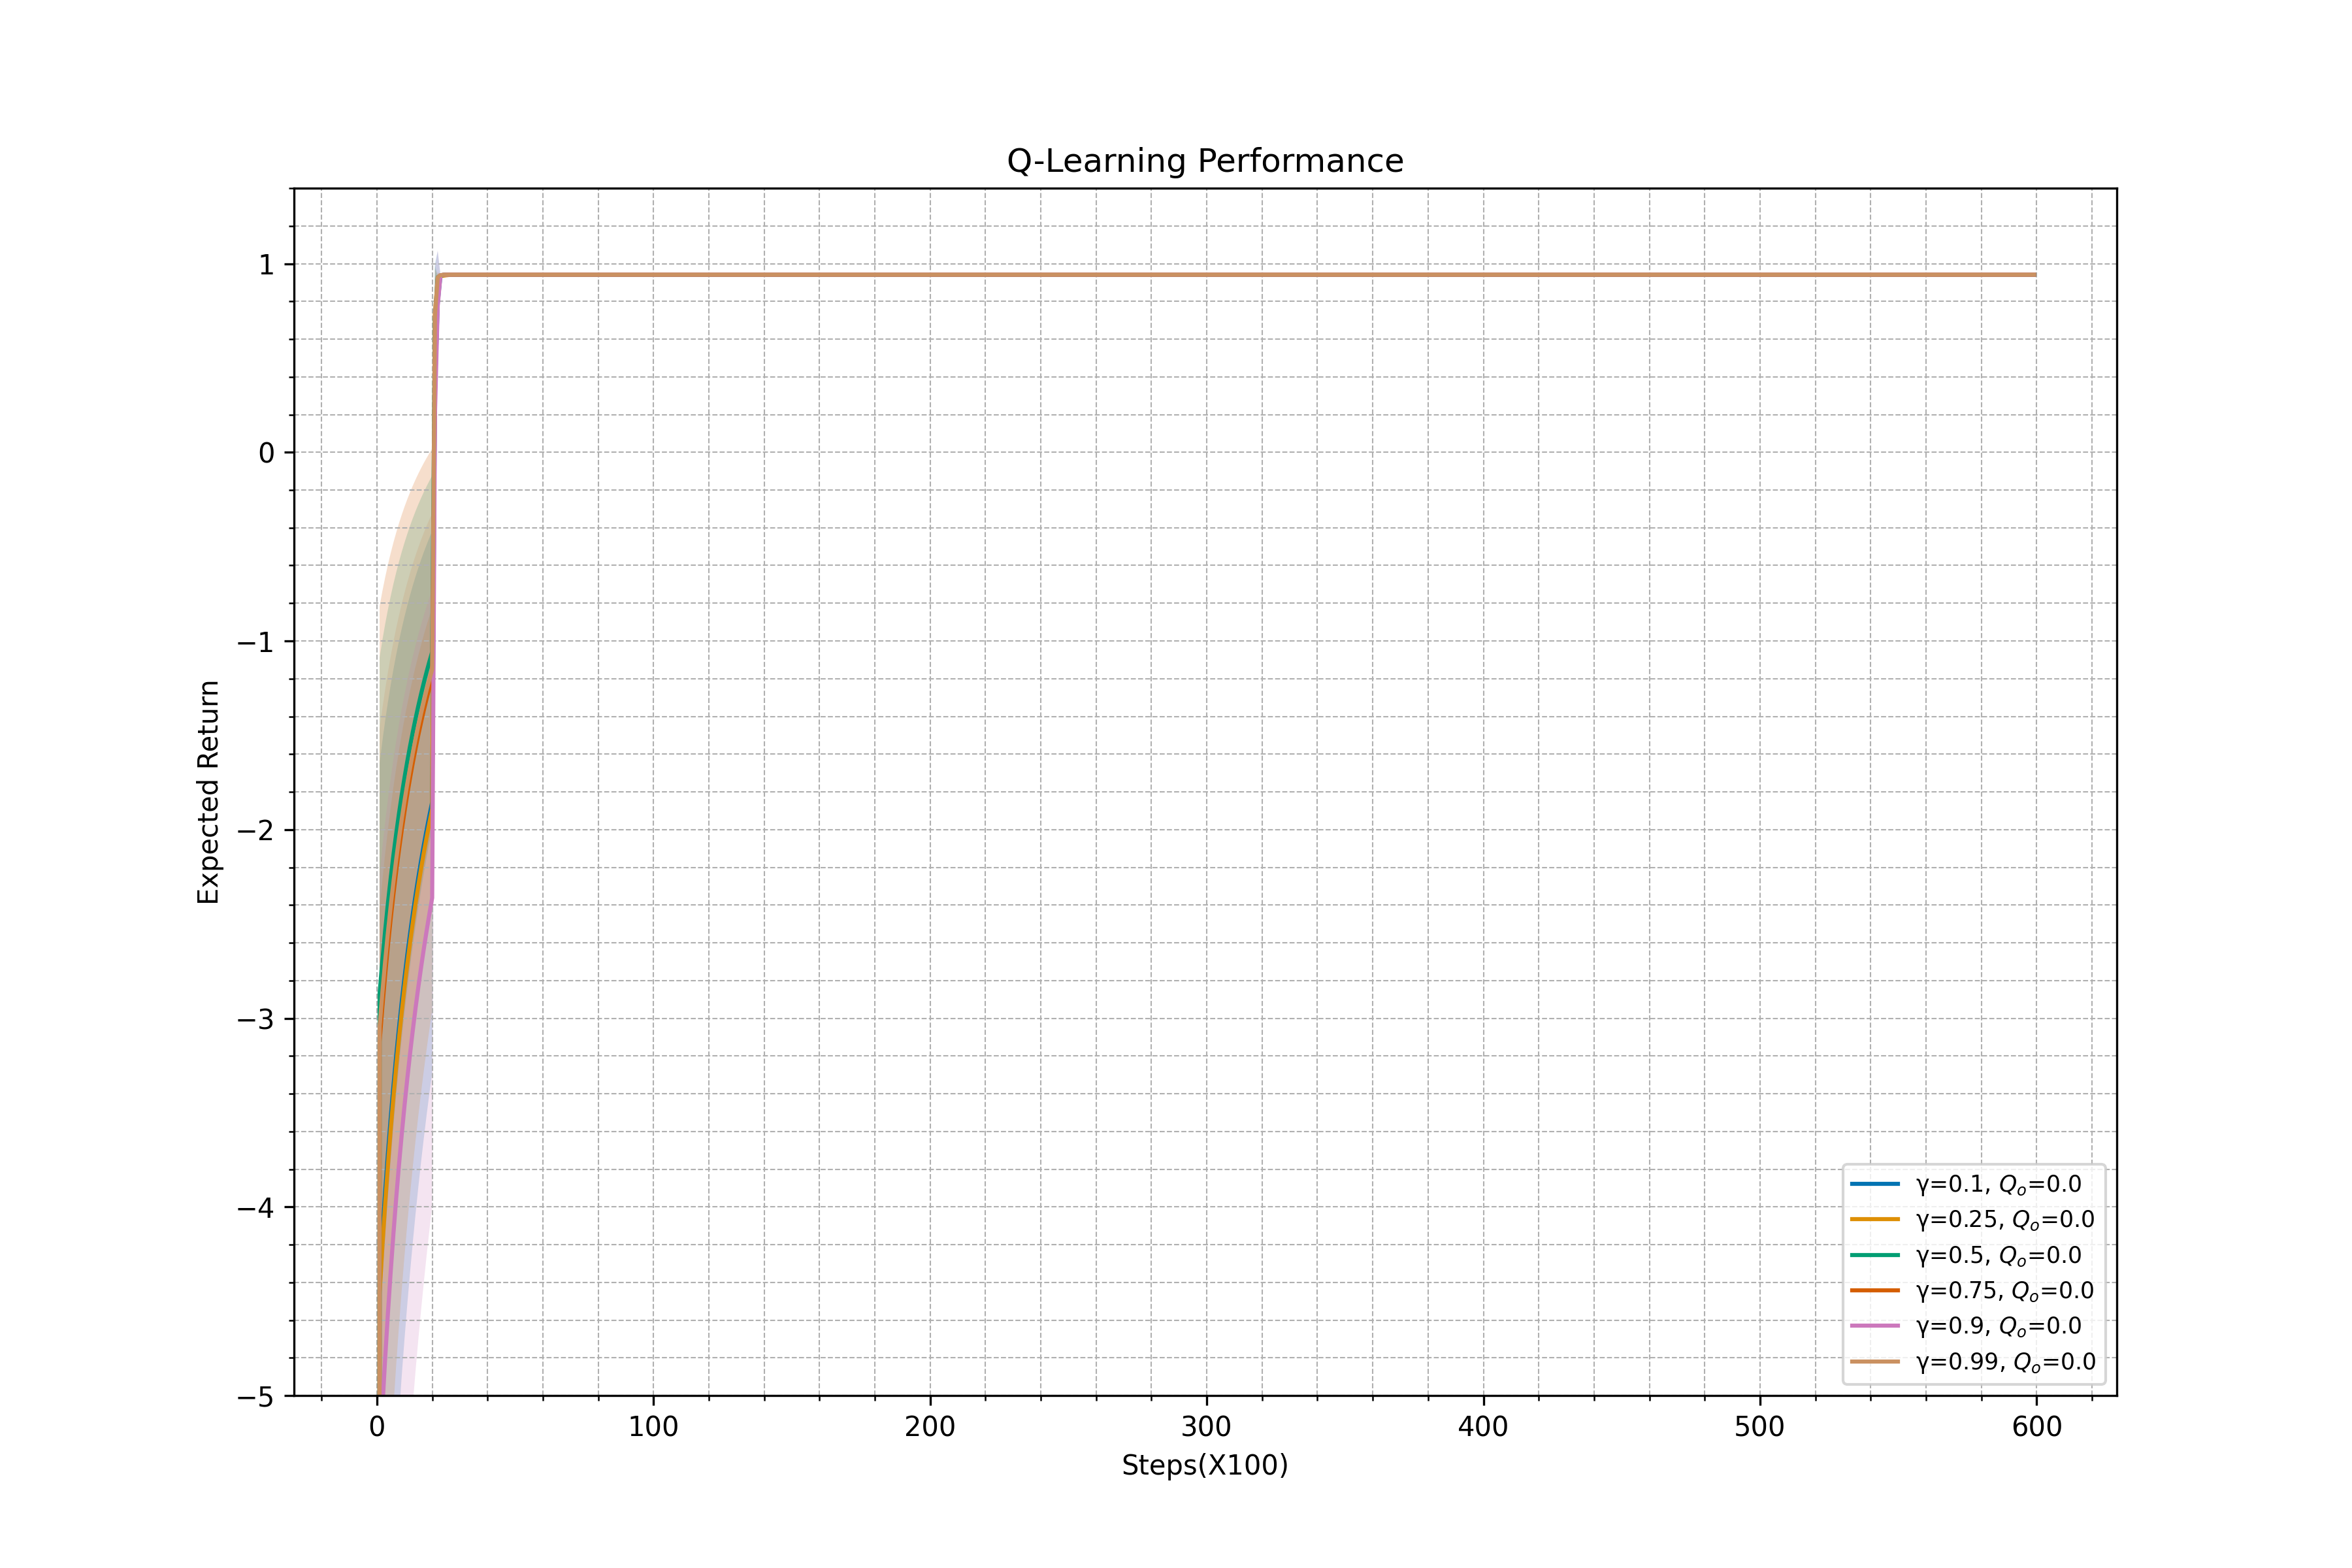 Q-Learning Performance
Expected Return
1
0
−1
−2
−3
−4
−5
0 100 200 300 400 500 600
Steps(X100)
γ=0.1, Qₒ=0.0
γ=0.25, Qₒ=0.0
γ=0.5, Qₒ=0.0
γ=0.75, Qₒ=0.0
γ=0.9, Qₒ=0.0
γ=0.99, Qₒ=0.0